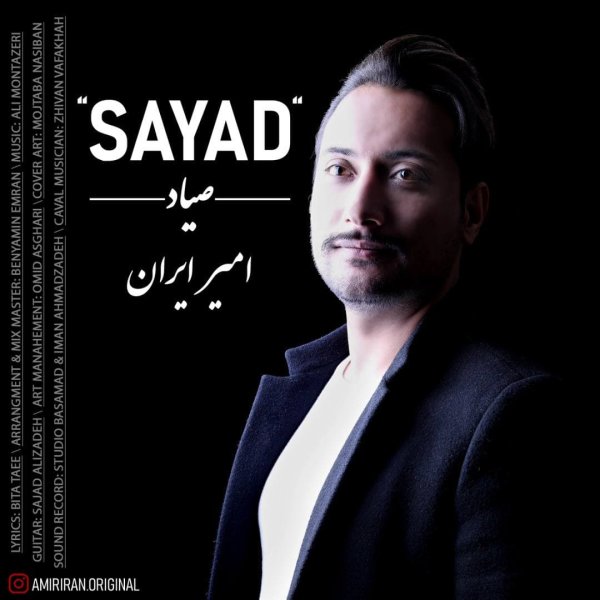 "SAYAD"
صیاد
امیر ایران
LYRICS: BITA TAEE \ ARRANGMENT & MIX MASTER: BENYAMIN EMRAN \ MUSIC: ALI MONTAZERI
GUITAR: SAJAD ALIZADEH \ ART MANAHEMENT: OMID ASGHARI \ COVER ART: MOJTABA NASIBAN
SOUND RECORD: STUDIO BASAMAD & IMAN AHMADZADEH \ CAVAL MUSICIAN: ZHIVAN VAFAKHAH
AMIRIRAN.ORIGINAL